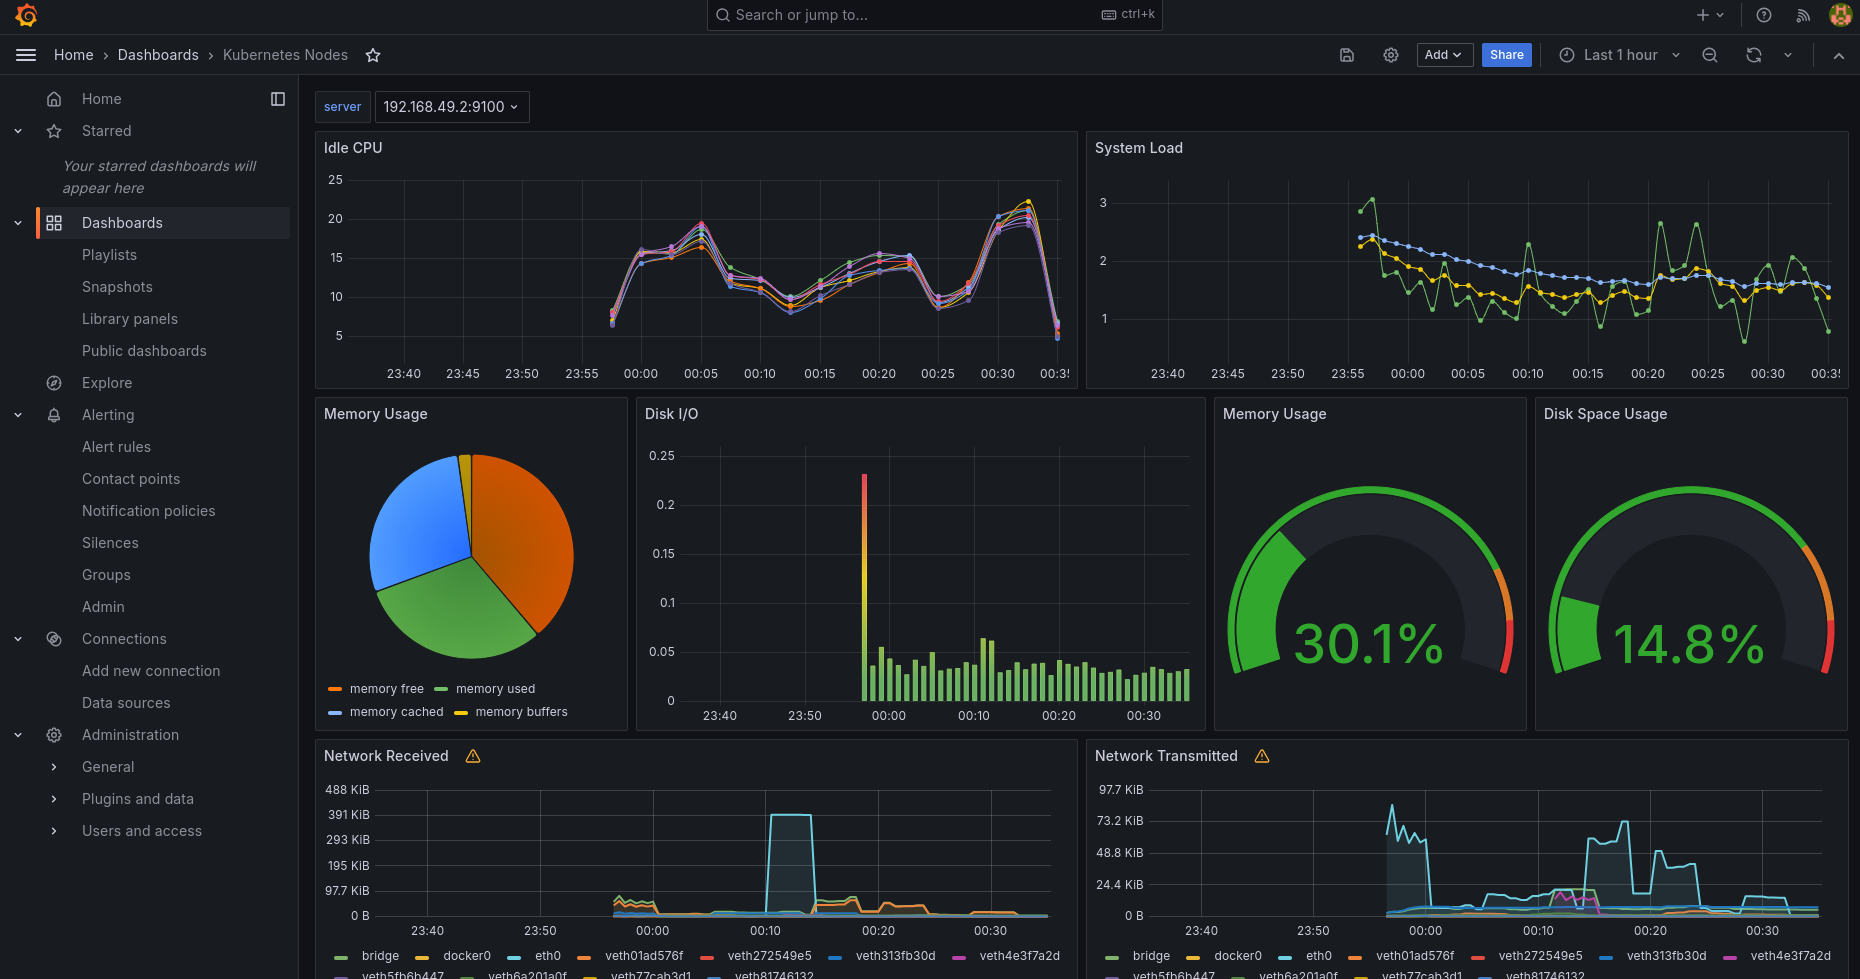 Search or jump to...
ctrl+k
Home
Dashboards
Kubernetes Nodes
Add
Share
Last 1 hour
Home
Starred
Your starred dashboards will
appear here
Dashboards
Playlists
Snapshots
Library panels
Public dashboards
Explore
Alerting
Alert rules
Contact points
Notification policies
Silences
Groups
Admin
Connections
Add new connection
Data sources
Administration
General
Plugins and data
Users and access
server 192.168.49.2:9100
Idle CPU
25
20
15
10
5
23:40 23:45 23:50 23:55 00:00 00:05 00:10 00:15 00:20 00:25 00:30 00:35
System Load
3
2
1
23:40 23:45 23:50 23:55 00:00 00:05 00:10 00:15 00:20 00:25 00:30 00:35
Memory Usage
memory free memory used
memory cached memory buffers
Disk I/O
0.25
0.2
0.15
0.1
0.05
0
23:40 23:50 00:00 00:10 00:20 00:30
Memory Usage
30.1%
Disk Space Usage
14.8%
Network Received
488 KiB
391 KiB
293 KiB
195 KiB
97.7 KiB
0 B
23:40 23:50 00:00 00:10 00:20 00:30
bridge docker0 eth0 veth01ad576f veth272549e5 veth313fb30d veth4e3f7a2d
veth5fb6b447 veth6a201a0f veth77cab3d1 veth81746132
Network Transmitted
97.7 KiB
73.2 KiB
48.8 KiB
24.4 KiB
0 B
23:40 23:50 00:00 00:10 00:20 00:30
bridge docker0 eth0 veth01ad576f veth272549e5 veth313fb30d veth4e3f7a2d
veth5fb6b447 veth6a201a0f veth77cab3d1 veth81746132